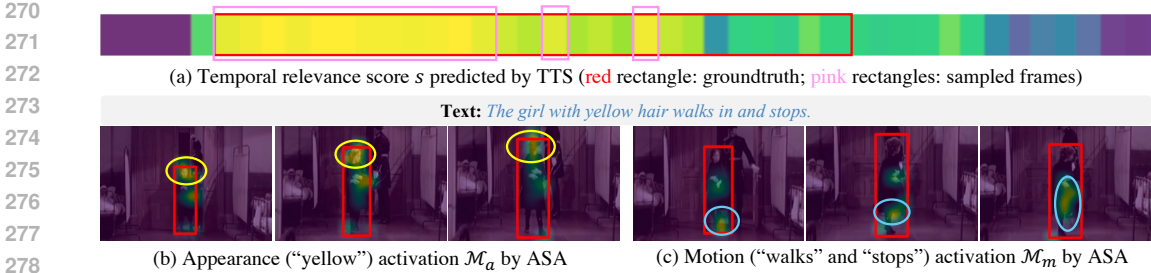 270
271
272
273
274
275
276
277
278
(a) Temporal relevance score s predicted by TTS (red rectangle: groundtruth; pink rectangles: sampled frames)
Text: The girl with yellow hair walks in and stops.
(b) Appearance (“yellow”) activation ℳ_a by ASA
(c) Motion (“walks” and “stops”) activation ℳ_m by ASA